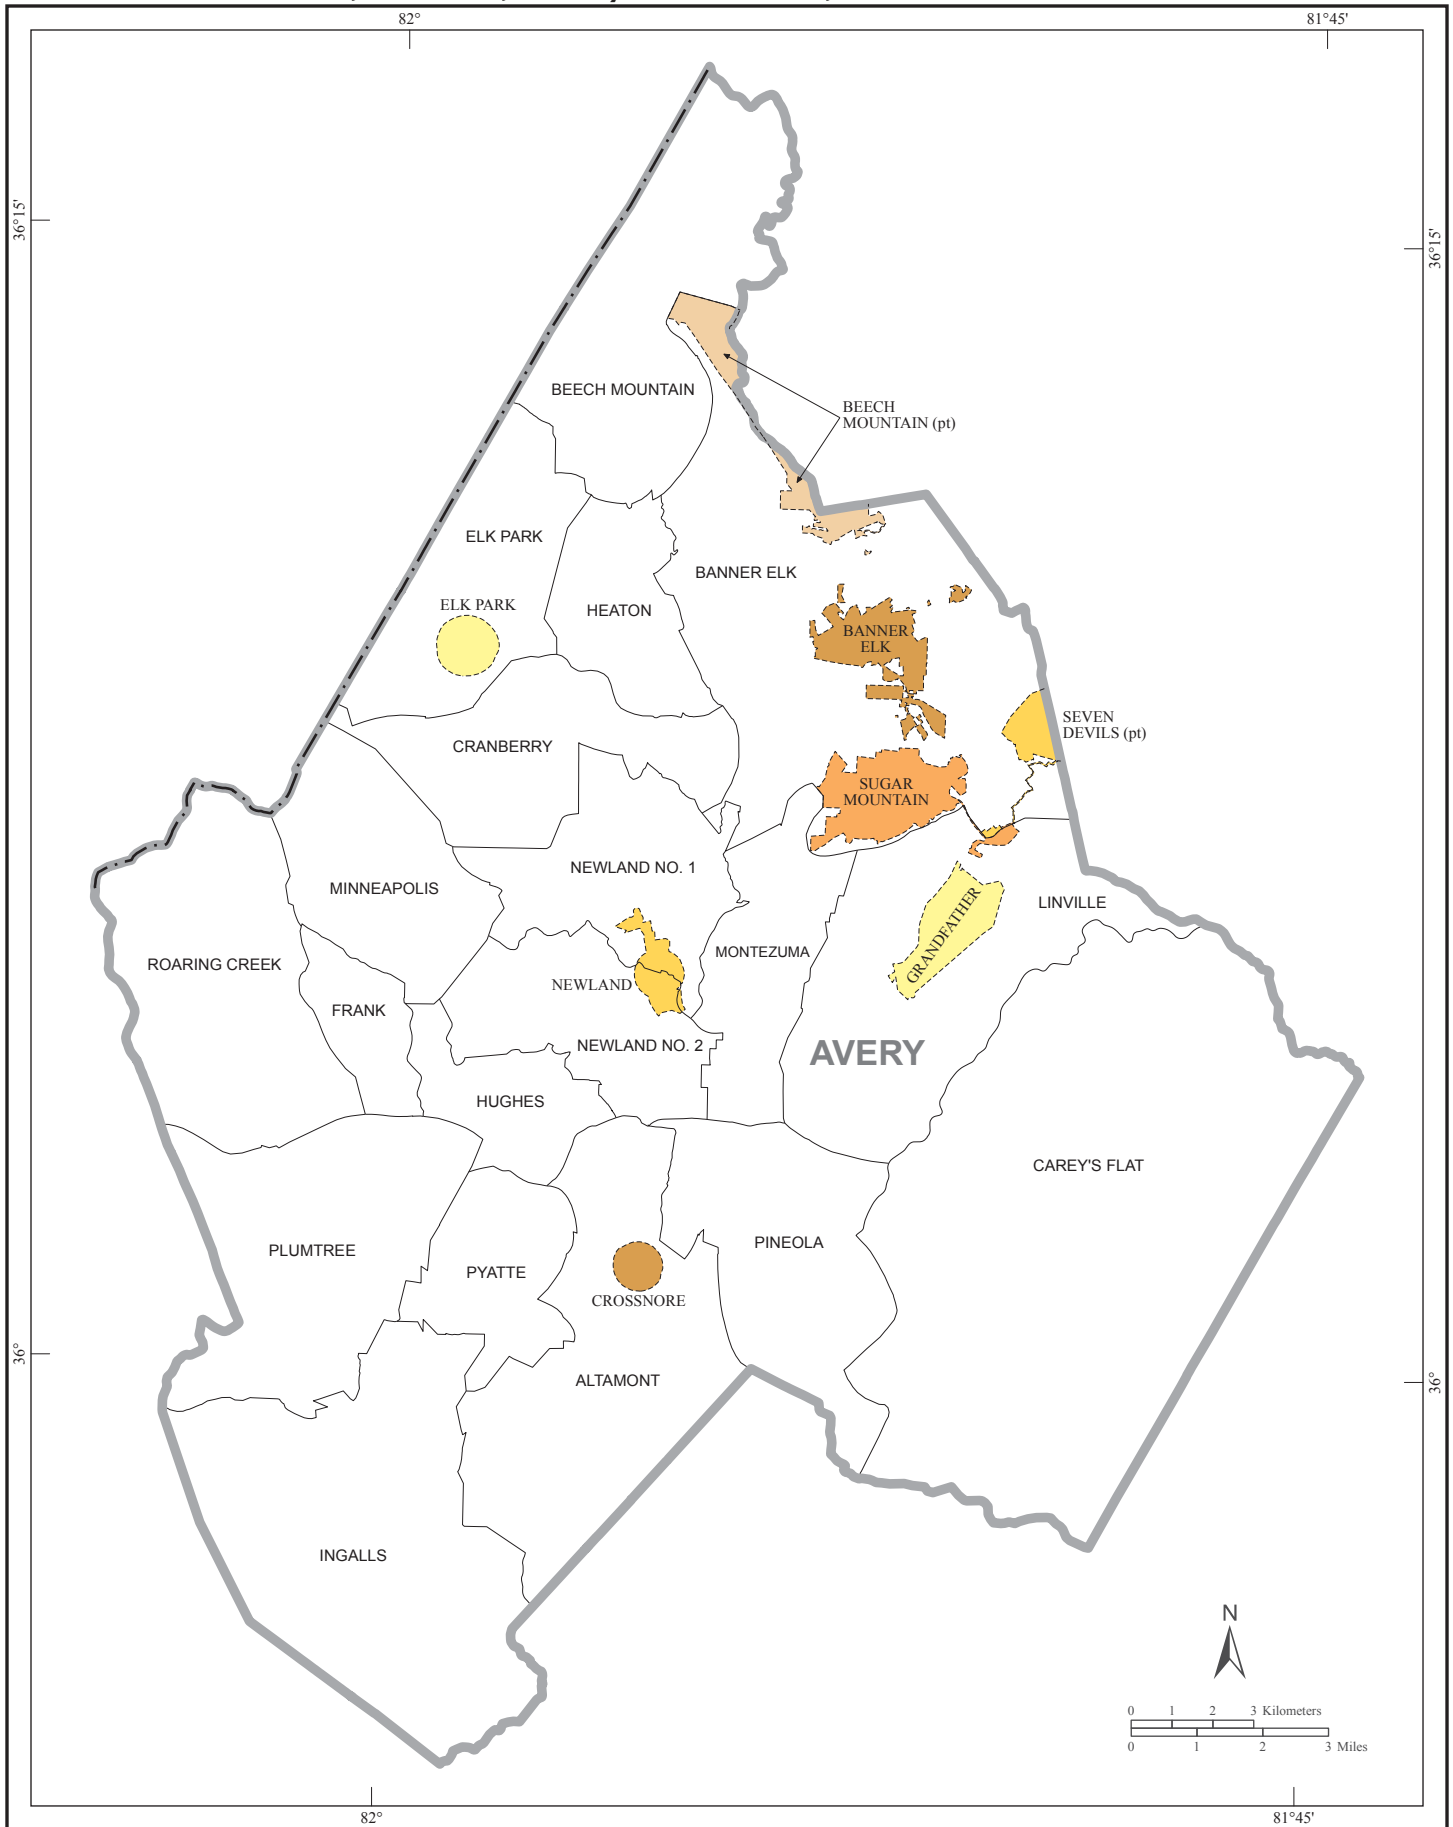 82°
81°45'
36°15'
36°15'
BEECH MOUNTAIN
BEECH
MOUNTAIN (pt)
ELK PARK
BANNER ELK
ELK PARK
HEATON
BANNER
ELK
SEVEN
DEVILS (pt)
CRANBERRY
SUGAR
MOUNTAIN
NEWLAND NO. 1
MINNEAPOLIS
LINVILLE
GRANDFATHER
MONTEZUMA
ROARING CREEK
NEWLAND
FRANK
NEWLAND NO. 2
AVERY
HUGHES
CAREY'S FLAT
PINEOLA
PLUMTREE
PYATTE
CROSSNORE
36°
36°
ALTAMONT
INGALLS
N
0 1 2 3 Kilometers
0 1 2 3 Miles
82°
81°45'